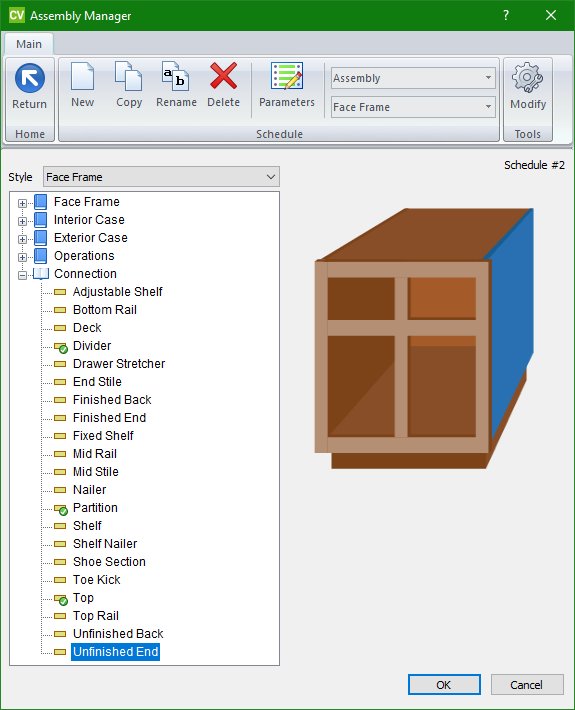 CV Assembly Manager ?
Main
Return
New
Copy
a b
Rename
Delete
Parameters
Assembly
Face Frame
Modify
Home
Schedule
Tools
Schedule #2
Style Face Frame
Face Frame
Interior Case
Exterior Case
Operations
Connection
Adjustable Shelf
Bottom Rail
Deck
Divider
Drawer Stretcher
End Stile
Finished Back
Finished End
Fixed Shelf
Mid Rail
Mid Stile
Nailer
Partition
Shelf
Shelf Nailer
Shoe Section
Toe Kick
Top
Top Rail
Unfinished Back
Unfinished End
OK Cancel